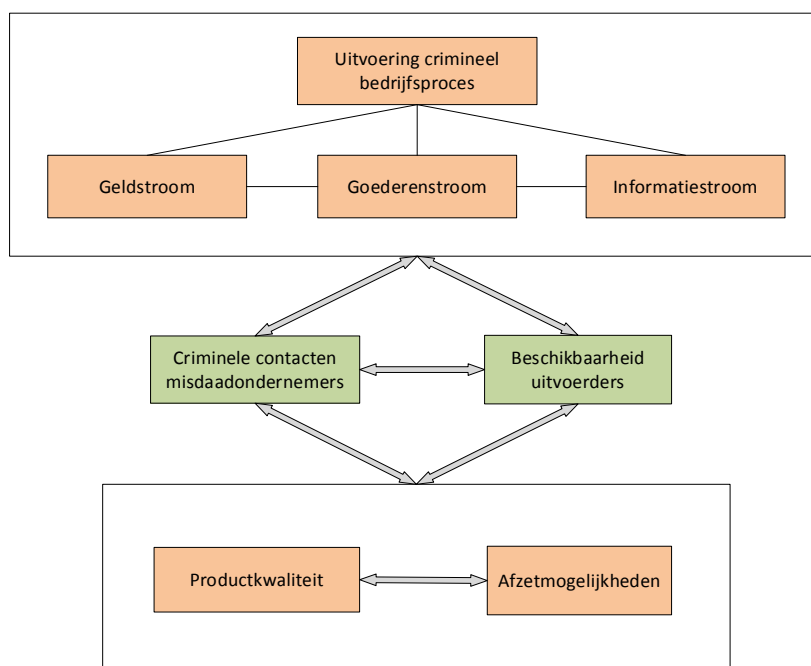 Uitvoering crimineel
bedrijfsproces
Geldstroom
Goederenstroom
Informatiestroom
Criminele contacten
misdaadondernemers
Beschikbaarheid
uitvoerders
Productkwaliteit
Afzetmogelijkheden